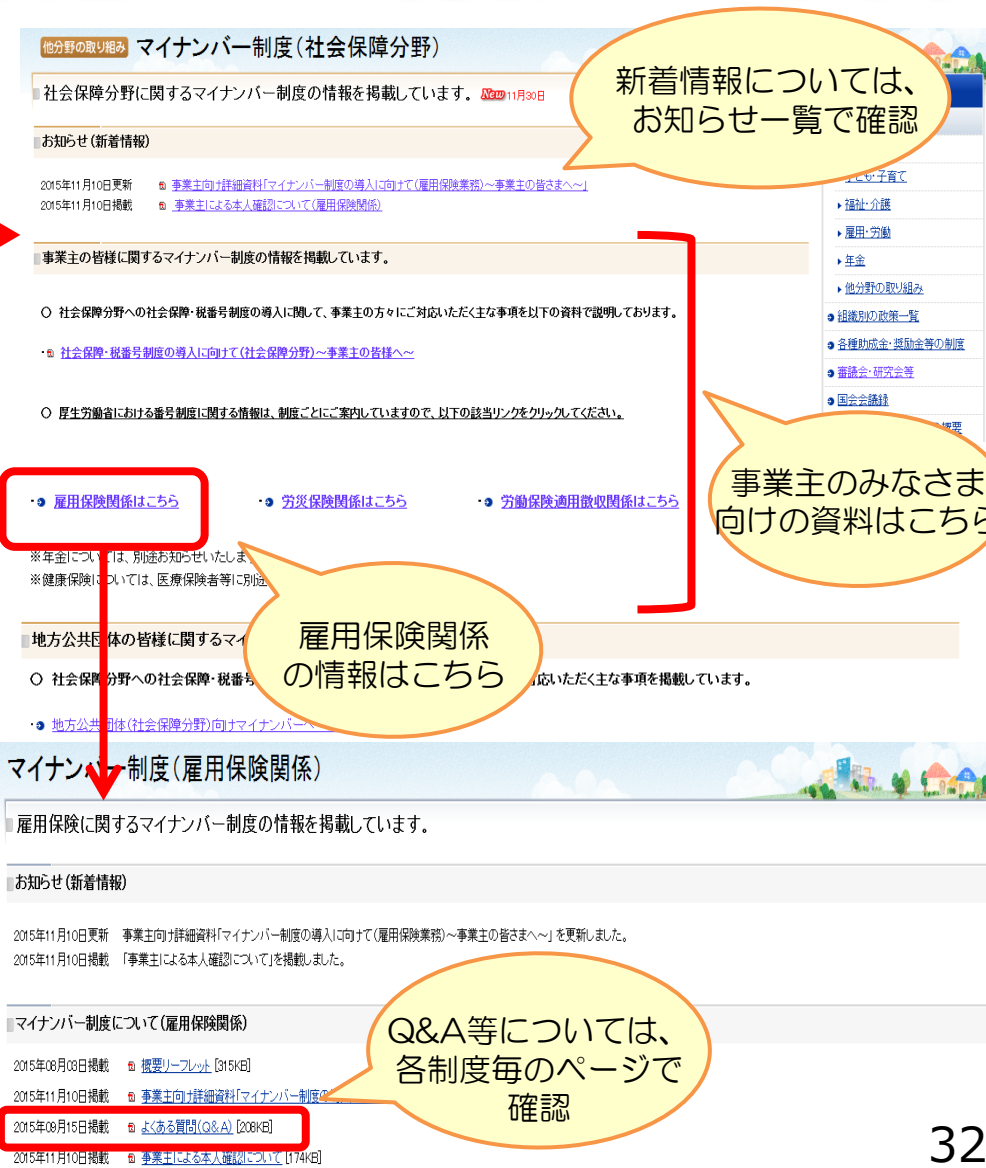 他分野の取り組み マイナンバー制度(社会保障分野)
社会保障分野に関するマイナンバー制度の情報を掲載しています。 New 11月30日
新着情報については、
お知らせ一覧で確認
お知らせ(新着情報)
2015年11月10日更新 事業主向け詳細資料「マイナンバー制度の導入に向けて(雇用保険業務)~事業主の皆さまへ~」
2015年11月10日掲載 事業主による本人確認について(雇用保険関係)
事業主の皆様に関するマイナンバー制度の情報を掲載しています。
○ 社会保障分野への社会保障・税番号制度の導入に関して、事業主の方々にご対応いただく主な事項を以下の資料で説明しております。
・社会保障・税番号制度の導入に向けて(社会保障分野)~事業主の皆様へ~
○ 厚生労働省における番号制度に関する情報は、制度ごとにご案内していますので、以下の該当リンクをクリックしてください。
子ども・子育て
福祉・介護
雇用・労働
年金
他分野の取り組み
組織別の政策一覧
各種助成金・奨励金等の制度
審議会・研究会等
国会会議録
概要
事業主のみなさま
向けの資料はこちら
・雇用保険関係はこちら ・労災保険関係はこちら ・労働保険適用徴収関係はこちら
※年金については、別途お知らせいたしま
※健康保険については、医療保険者等に別途
雇用保険関係
の情報はこちら
地方公共団体の皆様に関するマイ
○ 社会保障分野への社会保障・税番号 応いただく主な事項を掲載しています。
・地方公共団体(社会保障分野)向けマイナンバーペ
マイナンバー制度(雇用保険関係)
雇用保険に関するマイナンバー制度の情報を掲載しています。
お知らせ(新着情報)
2015年11月10日更新 事業主向け詳細資料「マイナンバー制度の導入に向けて(雇用保険業務)~事業主の皆さまへ~」を更新しました。
2015年11月10日掲載 「事業主による本人確認について」を掲載しました。
マイナンバー制度について(雇用保険関係)
Q&A等については、
各制度毎のページで
確認
2015年08月03日掲載 概要リーフレット [315KB]
2015年11月10日掲載 事業主向け詳細資料「マイナンバー制度の
2015年09月15日掲載 よくある質問(Q&A) [208KB]
2015年11月10日掲載 事業主による本人確認について [174KB]
32